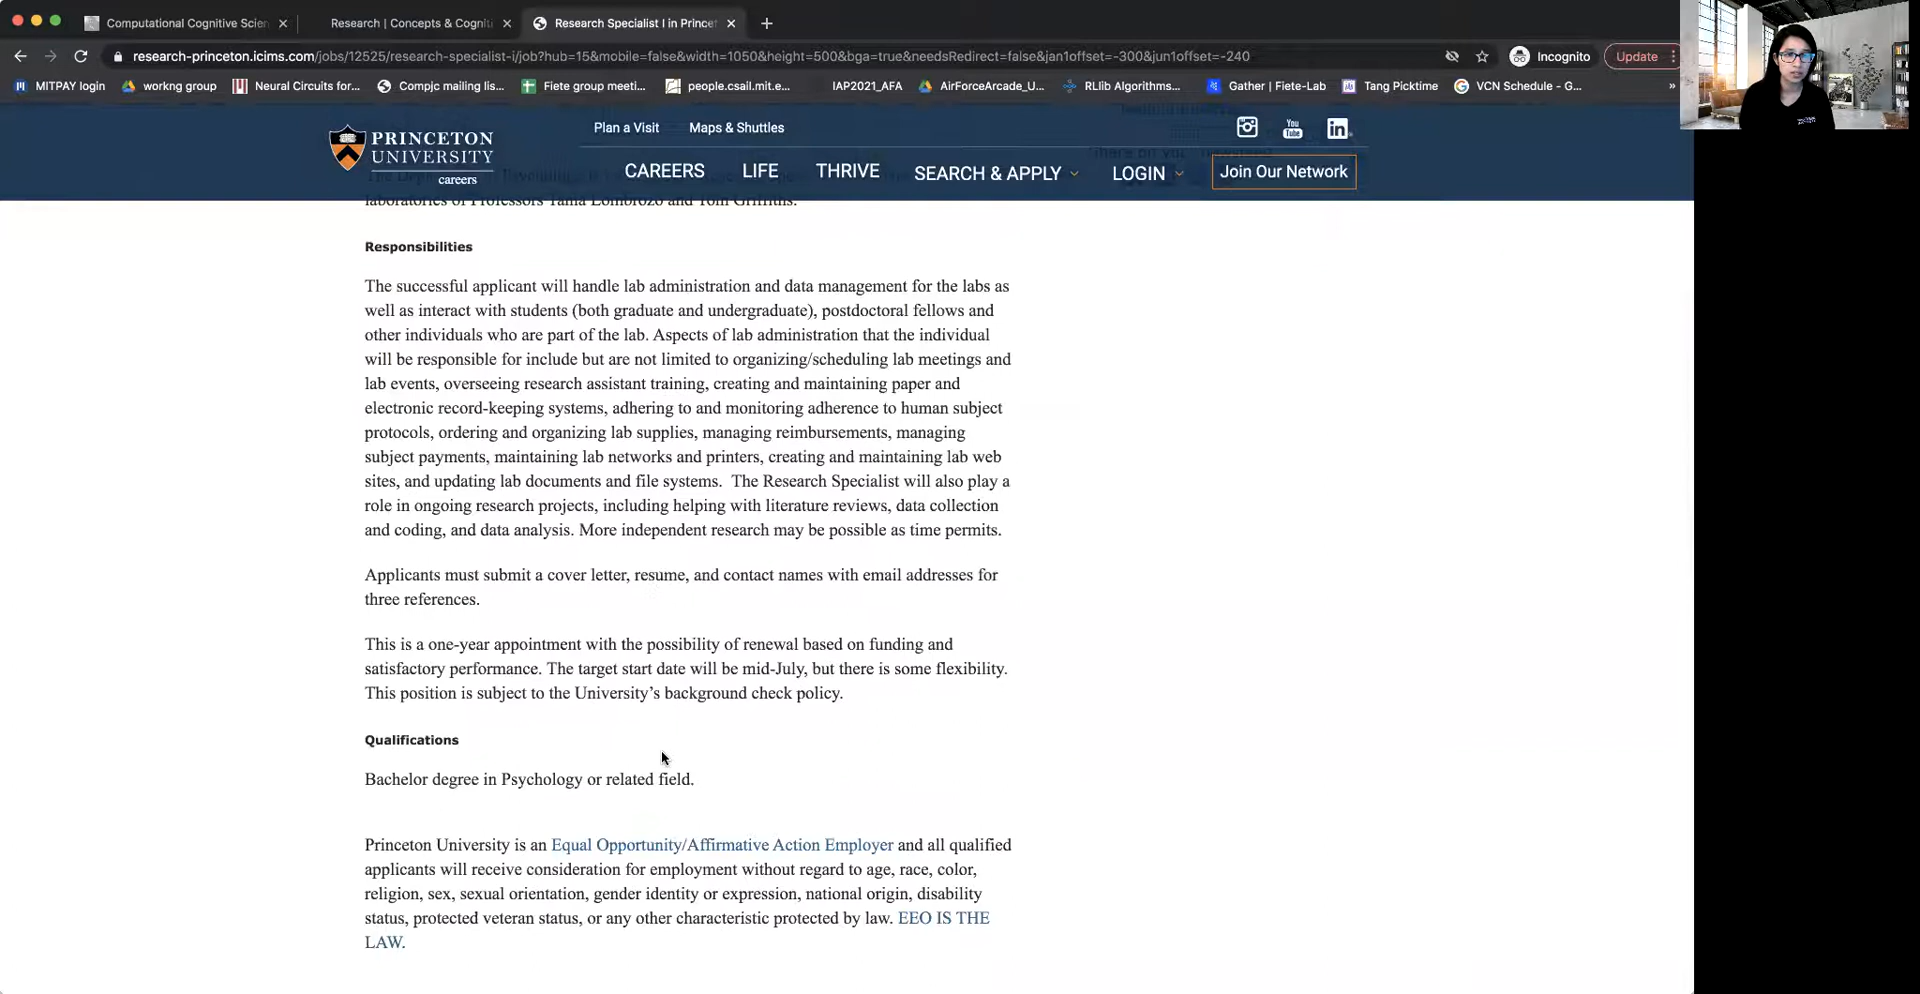 Computational Cognitive Scien
Research | Concepts & Cogniti
Research Specialist I in Princet
research-princeton.icims.com/jobs/12525/research-specialist-i/job?hub=15&mobile=false&width=1050&height=500&bga=true&needsRedirect=false&jan1offset=-300&jun1offset=-240
Incognito
Update
MITPAY login
workng group
Neural Circuits for...
Compjc mailing lis...
Fiete group meeti...
people.csail.mit.e...
IAP2021_AFA
AirForceArcade_U...
RLlib Algorithms...
Gather | Fiete-Lab
Tang Picktime
VCN Schedule - G...
»
PRINCETON
UNIVERSITY
careers
Plan a Visit
Maps & Shuttles
You
Tube
in
CAREERS
LIFE
THRIVE
SEARCH & APPLY
LOGIN
Join Our Network
laboratories of Professors Tania Lombrozo and Tom Griffiths.
Responsibilities
The successful applicant will handle lab administration and data management for the labs as
well as interact with students (both graduate and undergraduate), postdoctoral fellows and
other individuals who are part of the lab. Aspects of lab administration that the individual
will be responsible for include but are not limited to organizing/scheduling lab meetings and
lab events, overseeing research assistant training, creating and maintaining paper and
electronic record-keeping systems, adhering to and monitoring adherence to human subject
protocols, ordering and organizing lab supplies, managing reimbursements, managing
subject payments, maintaining lab networks and printers, creating and maintaining lab web
sites, and updating lab documents and file systems.  The Research Specialist will also play a
role in ongoing research projects, including helping with literature reviews, data collection
and coding, and data analysis. More independent research may be possible as time permits.
Applicants must submit a cover letter, resume, and contact names with email addresses for
three references.
This is a one-year appointment with the possibility of renewal based on funding and
satisfactory performance. The target start date will be mid-July, but there is some flexibility.
This position is subject to the University’s background check policy.
Qualifications
Bachelor degree in Psychology or related field.
Princeton University is an Equal Opportunity/Affirmative Action Employer and all qualified
applicants will receive consideration for employment without regard to age, race, color,
religion, sex, sexual orientation, gender identity or expression, national origin, disability
status, protected veteran status, or any other characteristic protected by law. EEO IS THE
LAW.